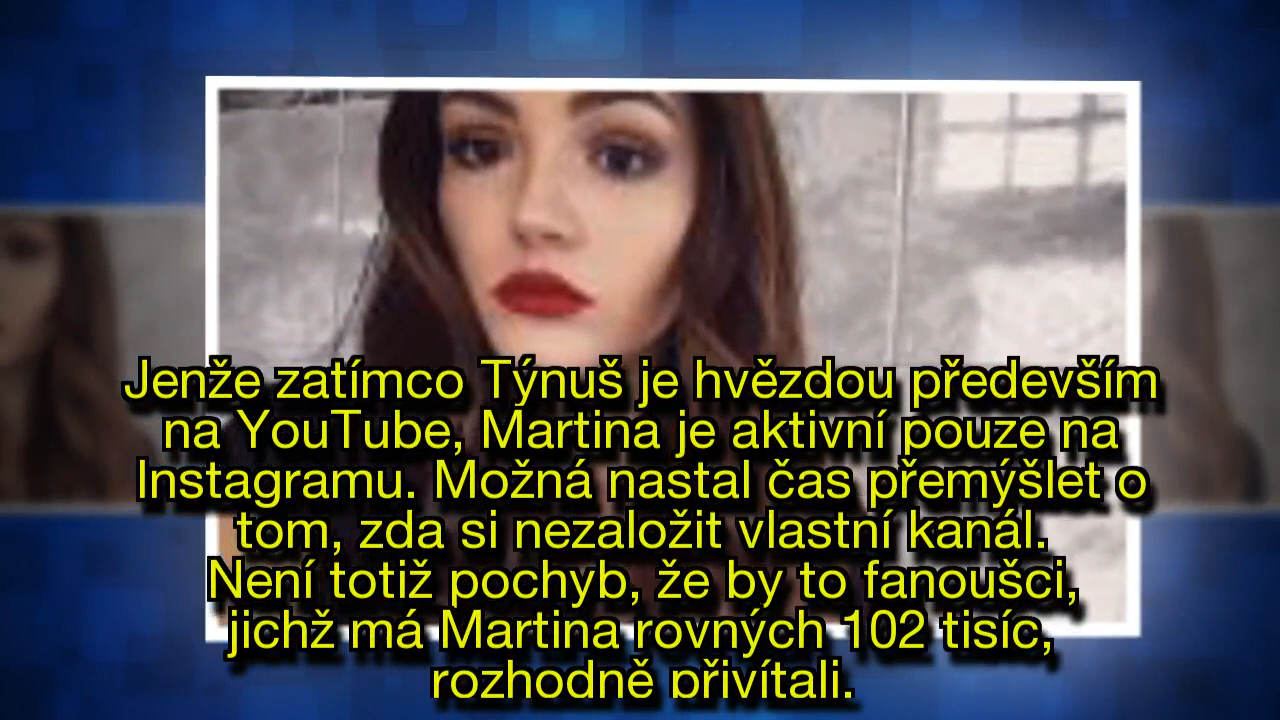 Jenže zatímco Týnuš je hvězdou především
na YouTube, Martina je aktivní pouze na
Instagramu. Možná nastal čas přemýšlet o
tom, zda si nezaložit vlastní kanál.
Není totiž pochyb, že by to fanoušci,
jichž má Martina rovných 102 tisíc,
rozhodně přivítali.